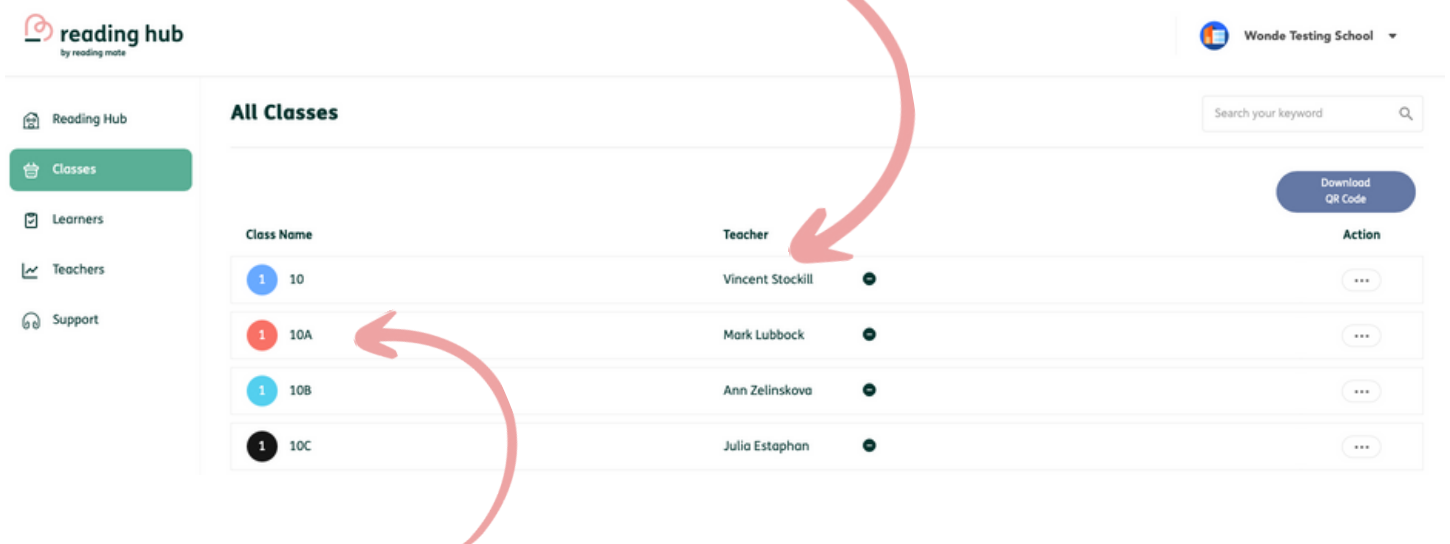 reading hub
by reading mate
Wonde Testing School
Reading Hub
Classes
Learners
Teachers
Support
All Classes
Search your keyword
Download
QR Code
Class Name Teacher Action
1 10 Vincent Stockill
1 10A Mark Lubbock
1 10B Ann Zelinskova
1 10C Julia Estaphan